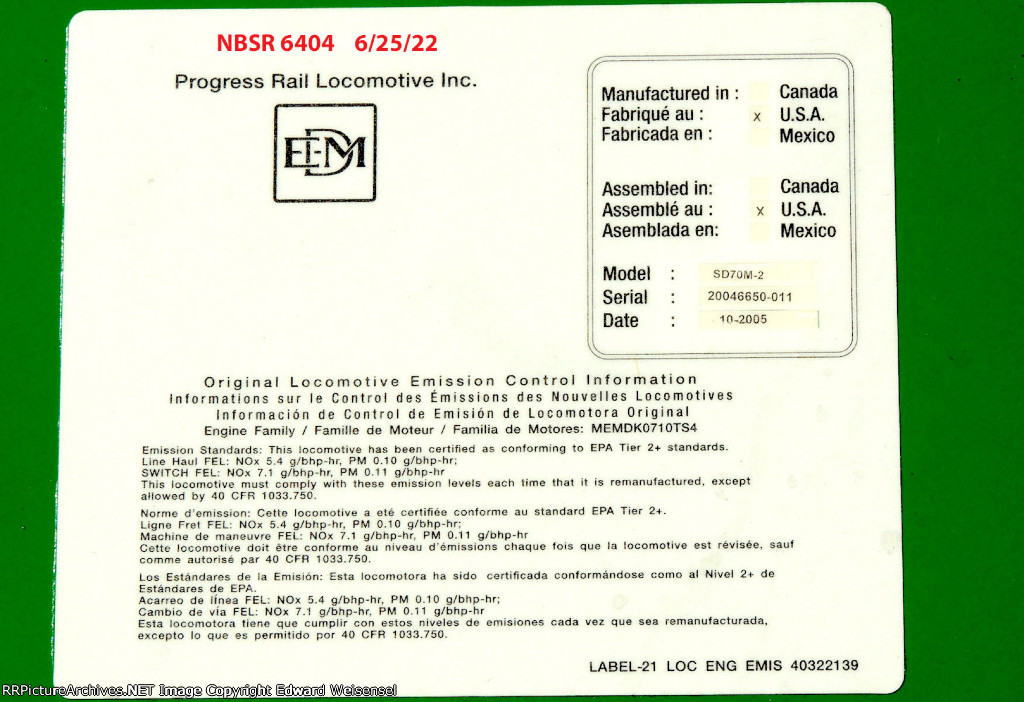 NBSR 6404 6/25/22
Progress Rail Locomotive Inc.
EMD
Manufactured in : Canada
Fabriqué au : x U.S.A.
Fabricada en : Mexico
Assembled in: Canada
Assemblé au : x U.S.A.
Asemblada en: Mexico
Model : SD70M-2
Serial : 20046650-011
Date : 10-2005
Original Locomotive Emission Control Information
Informations sur le Control des Émissions des Nouvelles Locomotives
Información de Control de Emisión de Locomotora Original
Engine Family / Famille de Moteur / Familia de Motores: MEMDK0710TS4
Emission Standards: This locomotive has been certified as conforming to EPA Tier 2+ standards.
Line Haul FEL: NOx 5.4 g/bhp-hr, PM 0.10 g/bhp-hr;
SWITCH FEL: NOx 7.1 g/bhp-hr, PM 0.11 g/bhp-hr
This locomotive must comply with these emission levels each time that it is remanufactured, except
allowed by 40 CFR 1033.750.
Norme d'emission: Cette locomotive a eté certifiée conforme au standard EPA Tier 2+.
Ligne Fret FEL: NOx 5.4 g/bhp-hr, PM 0.10 g/bhp-hr;
Machine de maneuvre FEL: NOx 7.1 g/bhp-hr, PM 0.11 g/bhp-hr
Cette locomotive doit être conforme au niveau d'émissions chaque fois que la locomotive est révisée, sauf
comme autorisé par 40 CFR 1033.750.
Los Estándares de la Emisión: Esta locomotora ha sido certificada conformándose como al Nivel 2+ de
Estándares de EPA.
Acarreo de línea FEL: NOx 5.4 g/bhp-hr, PM 0.10 g/bhp-hr;
Cambio de vía FEL: NOx 7.1 g/bhp-hr, PM 0.11 g/bhp-hr
Esta locomotora tiene que cumplir con estos niveles de emisiones cada vez que sea remanufacturada,
excepto lo que es permitido por 40 CFR 1033.750.
LABEL-21 LOC ENG EMIS 40322139
RRPictureArchives.NET Image Copyright Edward Weisensel